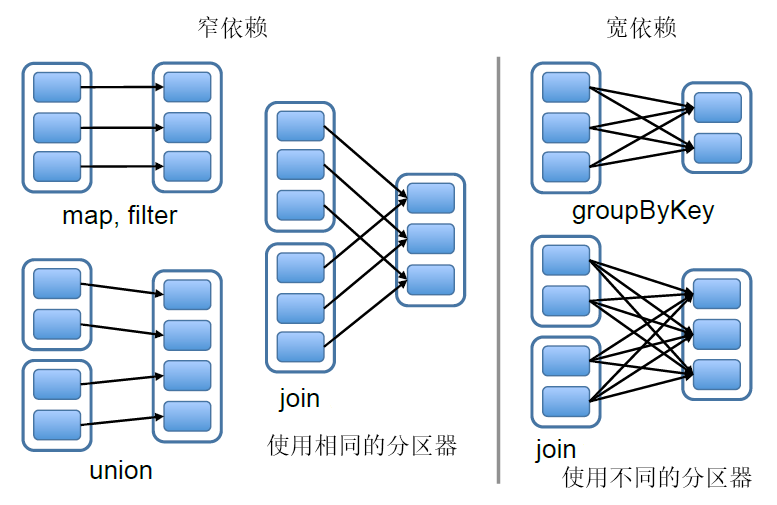 窄依赖
map, filter
union
join
使用相同的分区器
宽依赖
groupByKey
join
使用不同的分区器